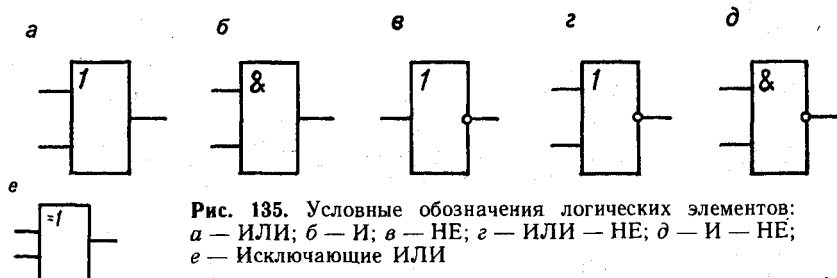 а б в г д
1 & 1 1 &
е
=1
Рис. 135. Условные обозначения логических элементов:
а — ИЛИ; б — И; в — НЕ; г — ИЛИ — НЕ; д — И — НЕ;
е — Исключающие ИЛИ